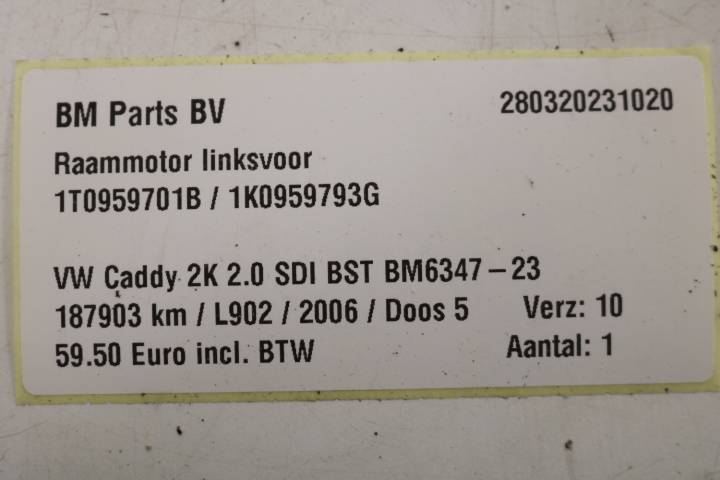 BM Parts BV 280320231020
Raammotor linksvoor
1T0959701B / 1K0959793G
VW Caddy 2K 2.0 SDI BST BM6347-23
187903 km / L902 / 2006 / Doos 5 Verz: 10
59.50 Euro incl. BTW Aantal: 1